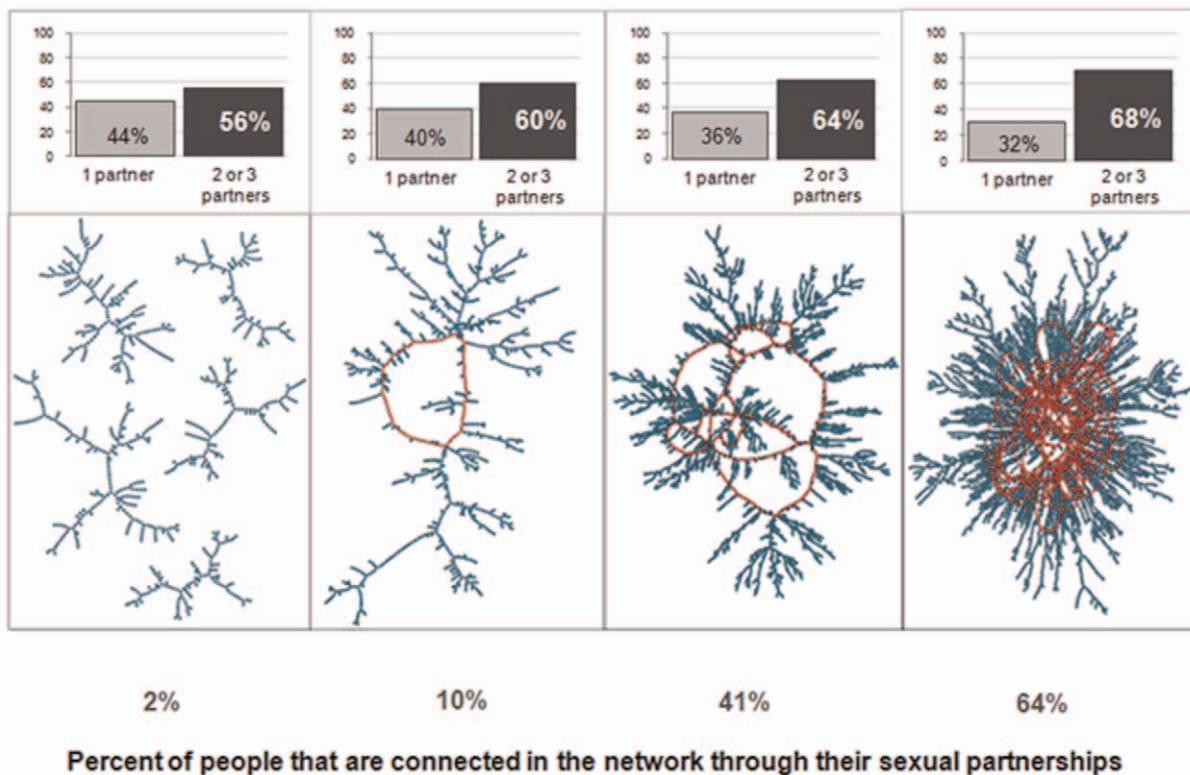 100
80
60
40
20
0
44%
56%
1 partner
2 or 3
partners
100
80
60
40
20
0
40%
60%
1 partner
2 or 3
partners
100
80
60
40
20
0
36%
64%
1 partner
2 or 3
partners
100
80
60
40
20
0
32%
68%
1 partner
2 or 3
partners
2%
10%
41%
64%
Percent of people that are connected in the network through their sexual partnerships